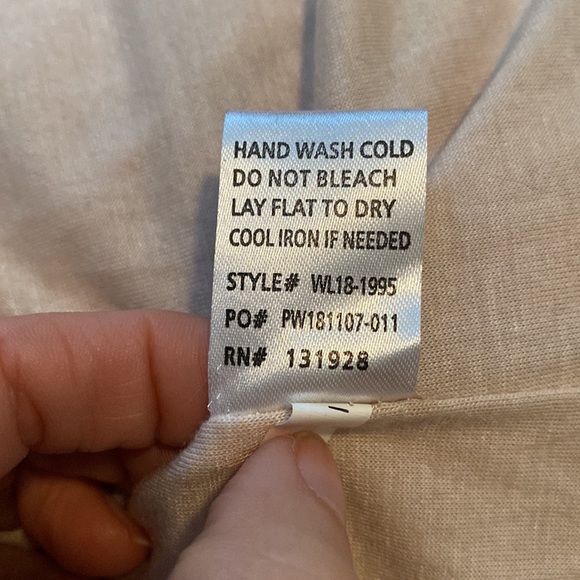 HAND WASH COLD
DO NOT BLEACH
LAY FLAT TO DRY
COOL IRON IF NEEDED
STYLE# WL18-1995
PO# PW181107-011
RN# 131928